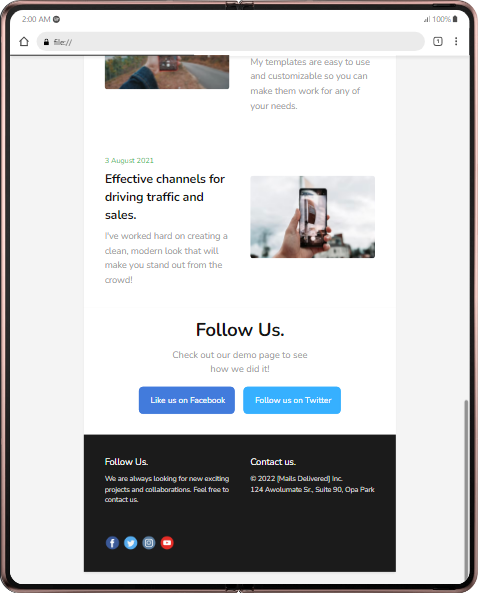 2:00 AM
100%
file://
1
My templates are easy to use
and customizable so you can
make them work for any of
your needs.
3 August 2021
Effective channels for
driving traffic and
sales.
I've worked hard on creating a
clean, modern look that will
make you stand out from the
crowd!
Follow Us.
Check out our demo page to see
how we did it!
Like us on Facebook
Follow us on Twitter
Follow Us.
We are always looking for new exciting
projects and collaborations. Feel free to
contact us.
Contact us.
© 2022 [Mails Delivered] Inc.
124 Awolumate Sr., Suite 90, Opa Park